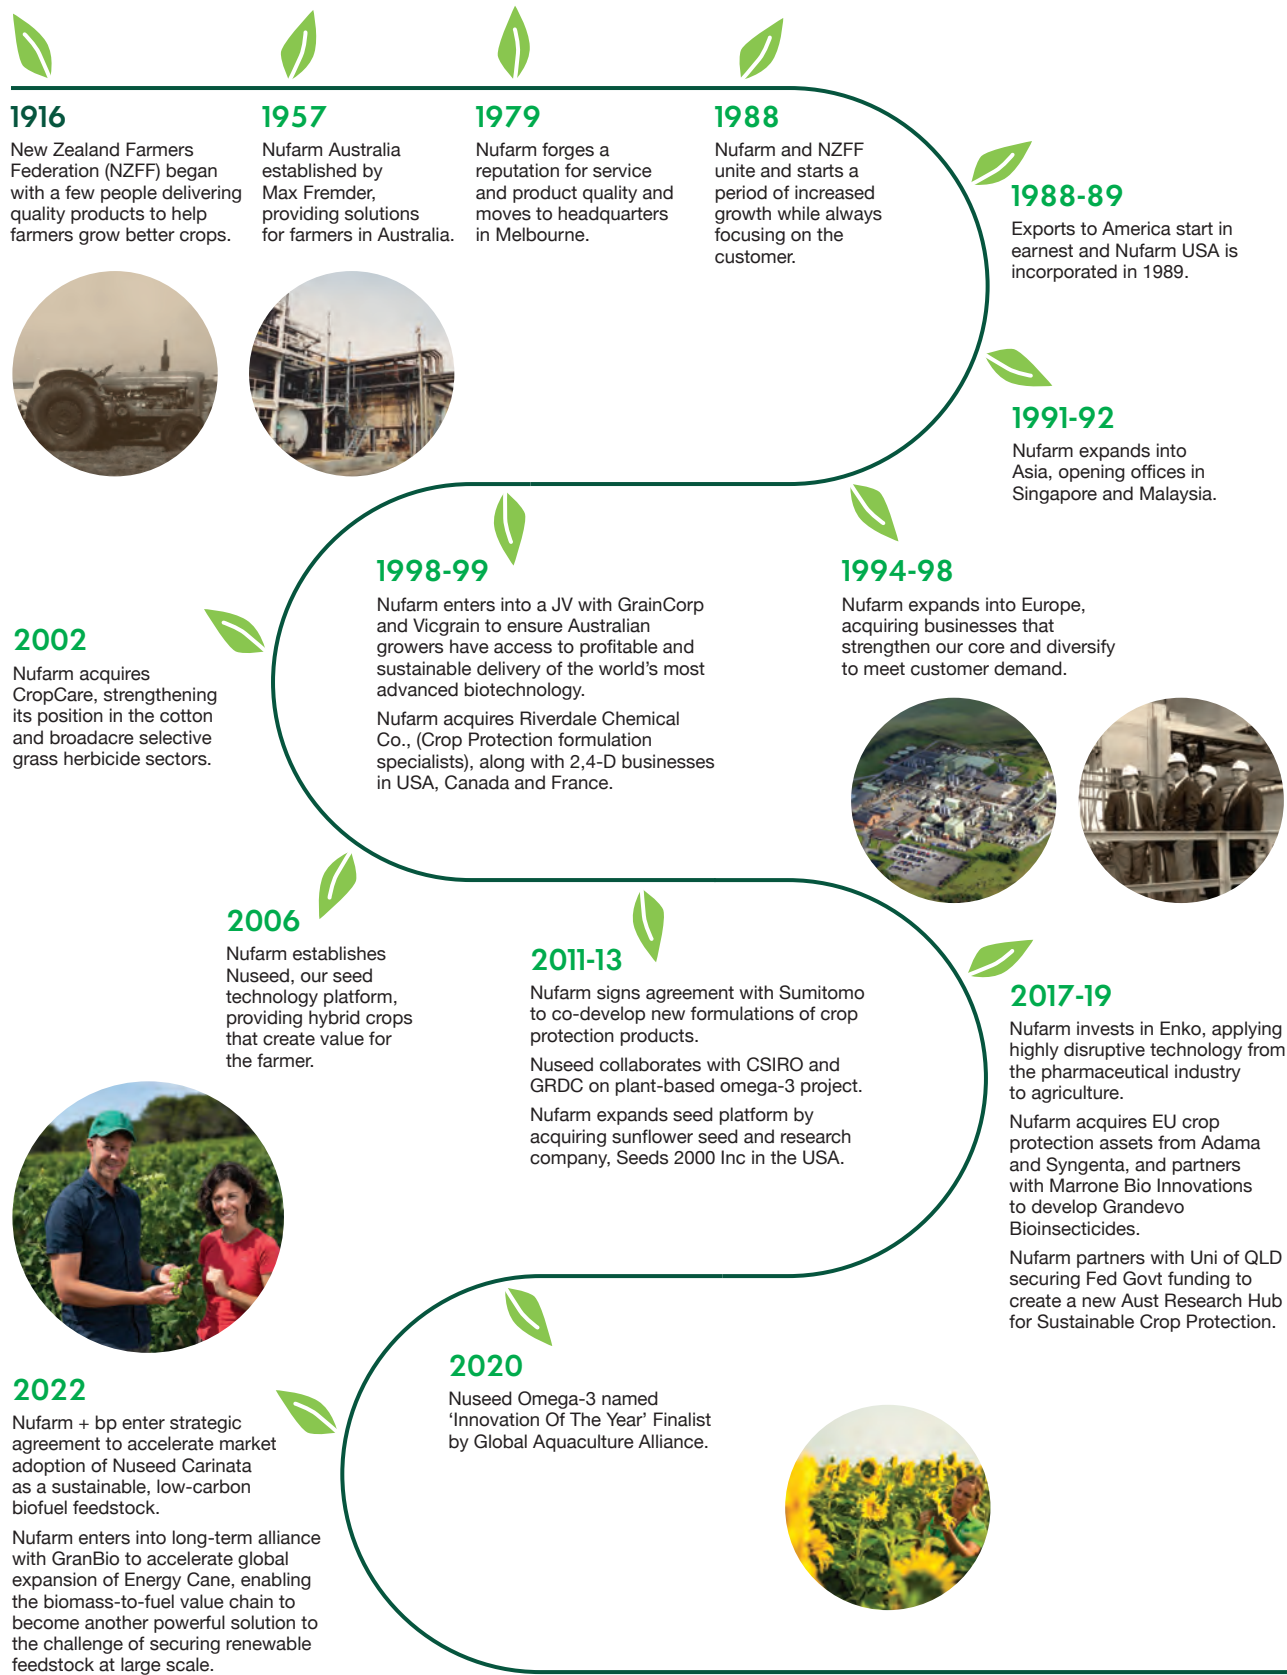 1916
New Zealand Farmers
Federation (NZFF) began
with a few people delivering
quality products to help
farmers grow better crops.
1957
Nufarm Australia
established by
Max Fremder,
providing solutions
for farmers in Australia.
1979
Nufarm forges a
reputation for service
and product quality and
moves to headquarters
in Melbourne.
1988
Nufarm and NZFF
unite and starts a
period of increased
growth while always
focusing on the
customer.
1988-89
Exports to America start in
earnest and Nufarm USA is
incorporated in 1989.
1991-92
Nufarm expands into
Asia, opening offices in
Singapore and Malaysia.
1994-98
Nufarm expands into Europe,
acquiring businesses that
strengthen our core and diversify
to meet customer demand.
1998-99
Nufarm enters into a JV with GrainCorp
and Vicgrain to ensure Australian
growers have access to profitable and
sustainable delivery of the world's most
advanced biotechnology.
Nufarm acquires Riverdale Chemical
Co., (Crop Protection formulation
specialists), along with 2,4-D businesses
in USA, Canada and France.
2002
Nufarm acquires
CropCare, strengthening
its position in the cotton
and broadacre selective
grass herbicide sectors.
2006
Nufarm establishes
Nuseed, our seed
technology platform,
providing hybrid crops
that create value for
the farmer.
2011-13
Nufarm signs agreement with Sumitomo
to co-develop new formulations of crop
protection products.
Nuseed collaborates with CSIRO and
GRDC on plant-based omega-3 project.
Nufarm expands seed platform by
acquiring sunflower seed and research
company, Seeds 2000 Inc in the USA.
2017-19
Nufarm invests in Enko, applying
highly disruptive technology from
the pharmaceutical industry
to agriculture.
Nufarm acquires EU crop
protection assets from Adama
and Syngenta, and partners
with Marrone Bio Innovations
to develop Grandevo
Bioinsecticides.
Nufarm partners with Uni of QLD
securing Fed Govt funding to
create a new Aust Research Hub
for Sustainable Crop Protection.
2020
Nuseed Omega-3 named
‘Innovation Of The Year’ Finalist
by Global Aquaculture Alliance.
2022
Nufarm + bp enter strategic
agreement to accelerate market
adoption of Nuseed Carinata
as a sustainable, low-carbon
biofuel feedstock.
Nufarm enters into long-term alliance
with GranBio to accelerate global
expansion of Energy Cane, enabling
the biomass-to-fuel value chain to
become another powerful solution to
the challenge of securing renewable
feedstock at large scale.